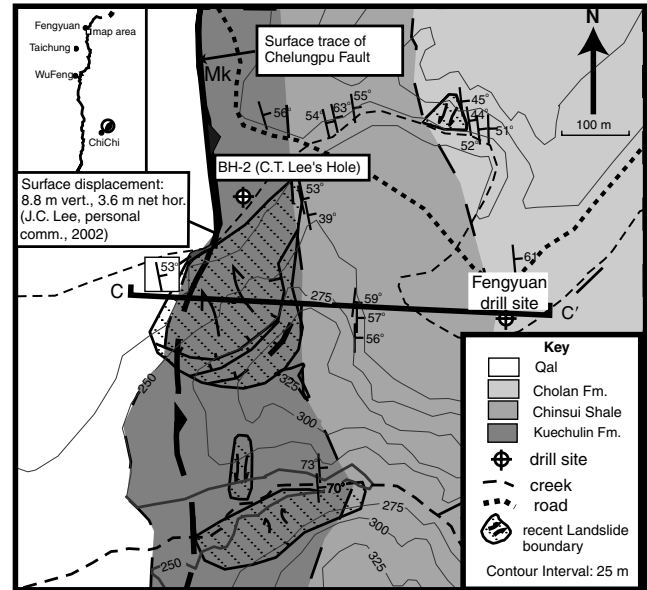 Fengyuan
map area
Taichung
WuFeng
ChiChi
Surface trace of
Chelungpu Fault
Mk
N
100 m
56°
54°
63°
55°
45°
44°
51°
52°
BH-2 (C.T. Lee's Hole)
Surface displacement:
8.8 m vert., 3.6 m net hor.
(J.C. Lee, personal
comm., 2002)
53°
39°
53°
61
Fengyuan
drill site
C
C′
275
59°
57°
56°
250
325
300
73°
70°
275
300
325
250
Key
Qal
Cholan Fm.
Chinsui Shale
Kuechulin Fm.
drill site
creek
road
recent Landslide
boundary
Contour Interval: 25 m